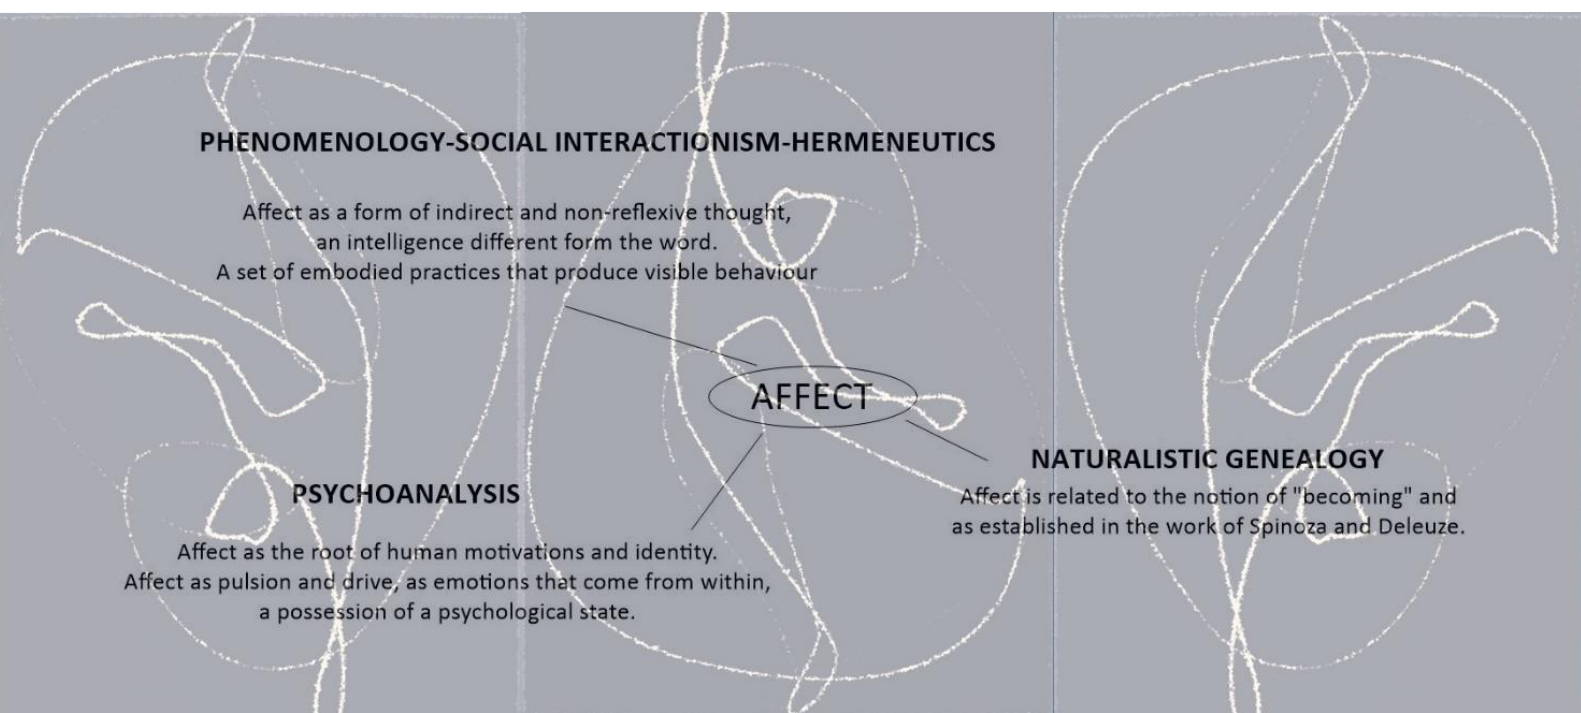 PHENOMENOLOGY-SOCIAL INTERACTIONISM-HERMENEUTICS
Affect as a form of indirect and non-reflexive thought,
an intelligence different form the word.
A set of embodied practices that produce visible behaviour
AFFECT
NATURALISTIC GENEALOGY
Affect is related to the notion of "becoming" and
as established in the work of Spinoza and Deleuze.
PSYCHOANALYSIS
Affect as the root of human motivations and identity.
Affect as pulsion and drive, as emotions that come from within,
a possession of a psychological state.